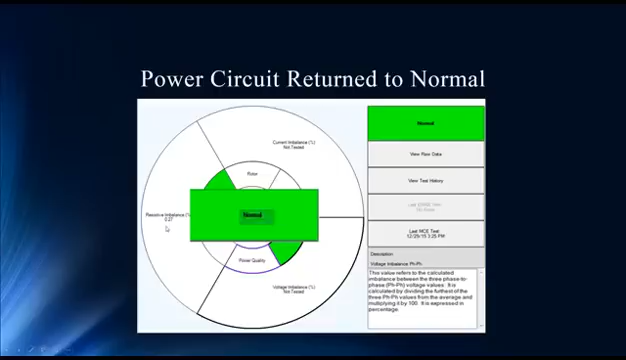 Power Circuit Returned to Normal
Current Imbalance (%)
Not Tested
Rotor
Resistive Imbalance (%)
0.27
Normal
Power Quality
Voltage Imbalance (%)
Not Tested
Normal
View Raw Data
View Test History
Last MCE Test:
12/29/15 3:25 PM
Description
Voltage Imbalance Ph-Ph
This value refers to the calculated
imbalance between the three phase-to-
phase (Ph-Ph) voltage values. It is
calculated by dividing the furthest of the
three Ph-Ph values from the average and
multiplying it by 100. It is expressed in
percentage.